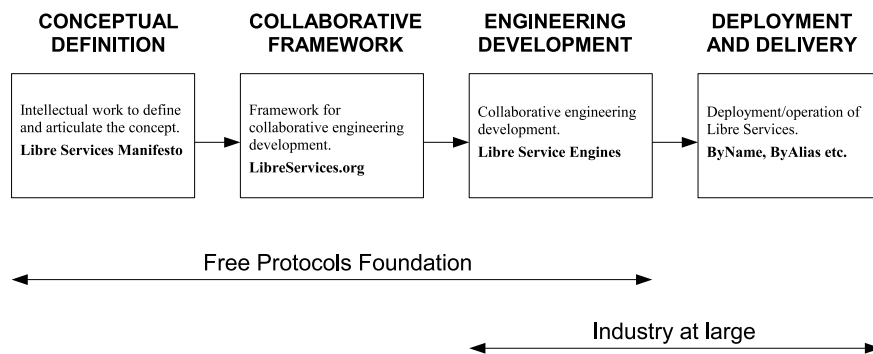 CONCEPTUAL
DEFINITION
Intellectual work to define
and articulate the concept.
Libre Services Manifesto
COLLABORATIVE
FRAMEWORK
Framework for
collaborative engineering
development.
LibreServices.org
ENGINEERING
DEVELOPMENT
Collaborative engineering
development.
Libre Service Engines
DEPLOYMENT
AND DELIVERY
Deployment/operation of
Libre Services.
ByName, ByAlias etc.
Free Protocols Foundation
Industry at large